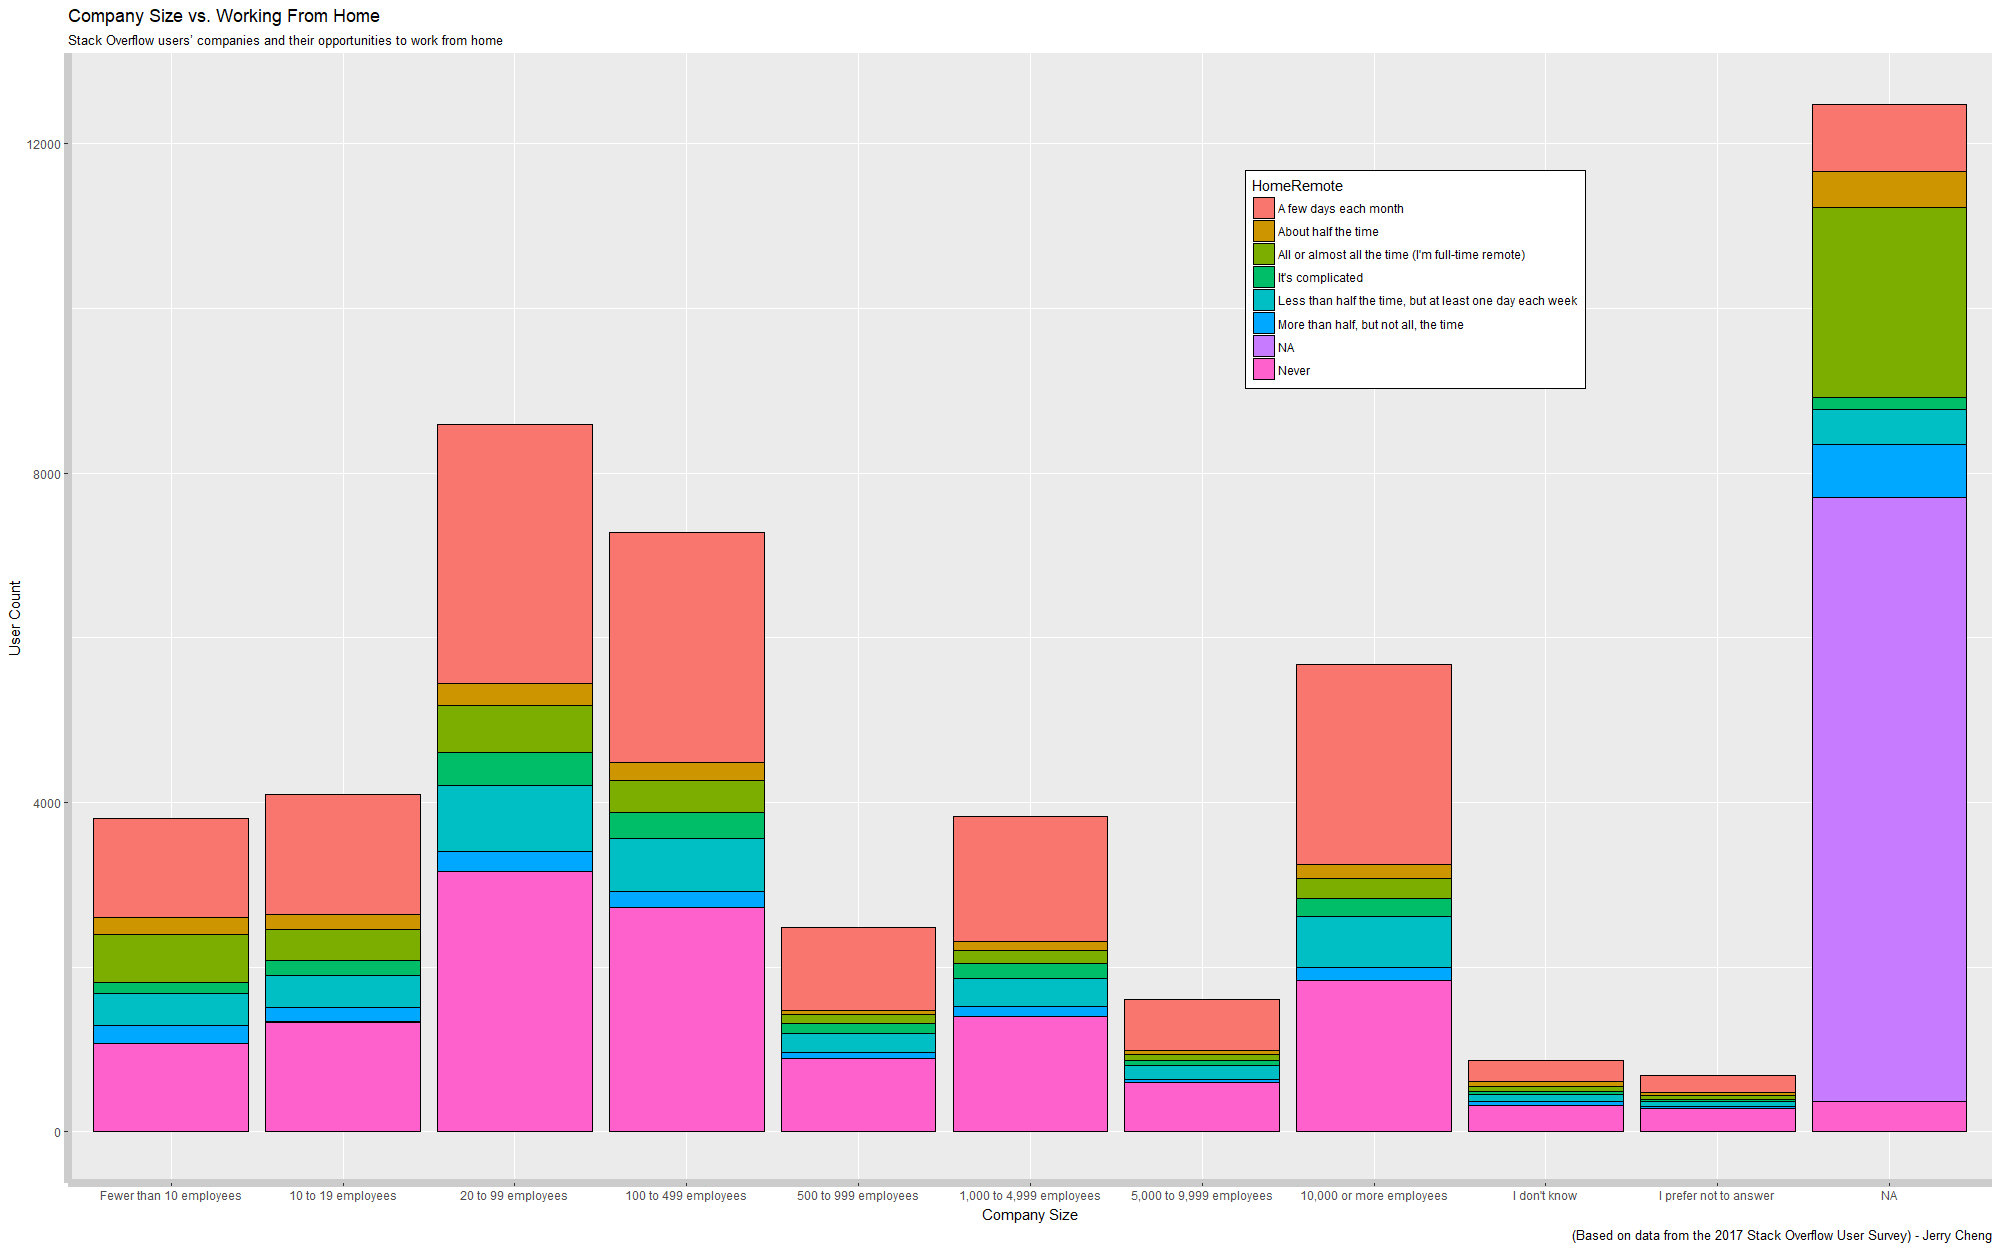 Company Size vs. Working From Home
Stack Overflow users' companies and their opportunities to work from home
12000
8000
4000
0
User Count
HomeRemote
A few days each month
About half the time
All or almost all the time (I'm full-time remote)
It's complicated
Less than half the time, but at least one day each week
More than half, but not all, the time
NA
Never
Fewer than 10 employees
10 to 19 employees
20 to 99 employees
100 to 499 employees
500 to 999 employees
1,000 to 4,999 employees
5,000 to 9,999 employees
10,000 or more employees
I don't know
I prefer not to answer
NA
Company Size
(Based on data from the 2017 Stack Overflow User Survey) - Jerry Cheng